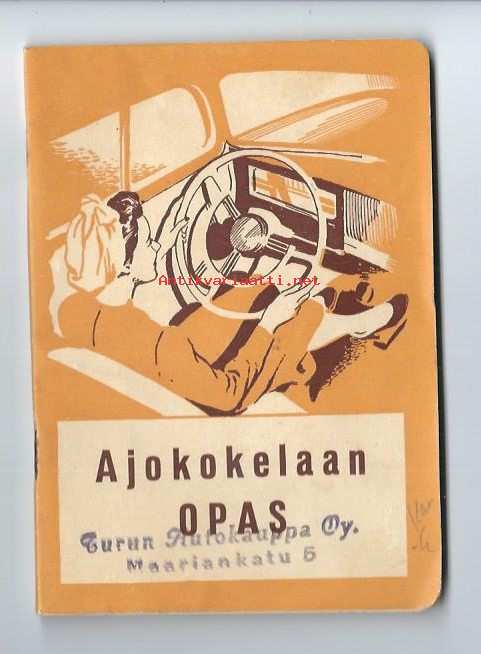 Antikvariaatti.net
Ajokokelaan
OPAS
Turun Autokauppa Oy.
Maariankatu 5